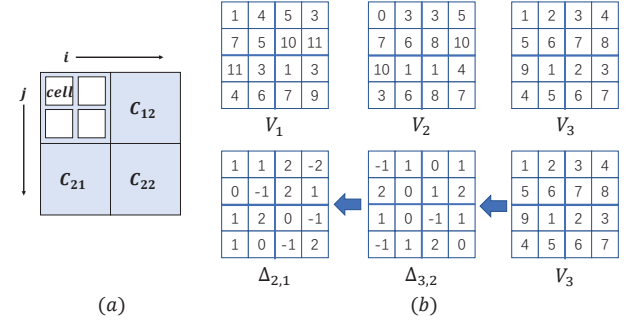 i
j
cell
C12
C21
C22
(a)
1 4 5 3
7 5 10 11
11 3 1 3
4 6 7 9
V1
0 3 3 5
7 6 8 10
10 1 1 4
3 6 8 7
V2
1 2 3 4
5 6 7 8
9 1 2 3
4 5 6 7
V3
1 1 2 -2
0 -1 2 1
1 2 0 -1
1 0 -1 2
Δ2,1
-1 1 0 1
2 0 1 2
1 0 -1 1
-1 1 2 0
Δ3,2
1 2 3 4
5 6 7 8
9 1 2 3
4 5 6 7
V3
(b)